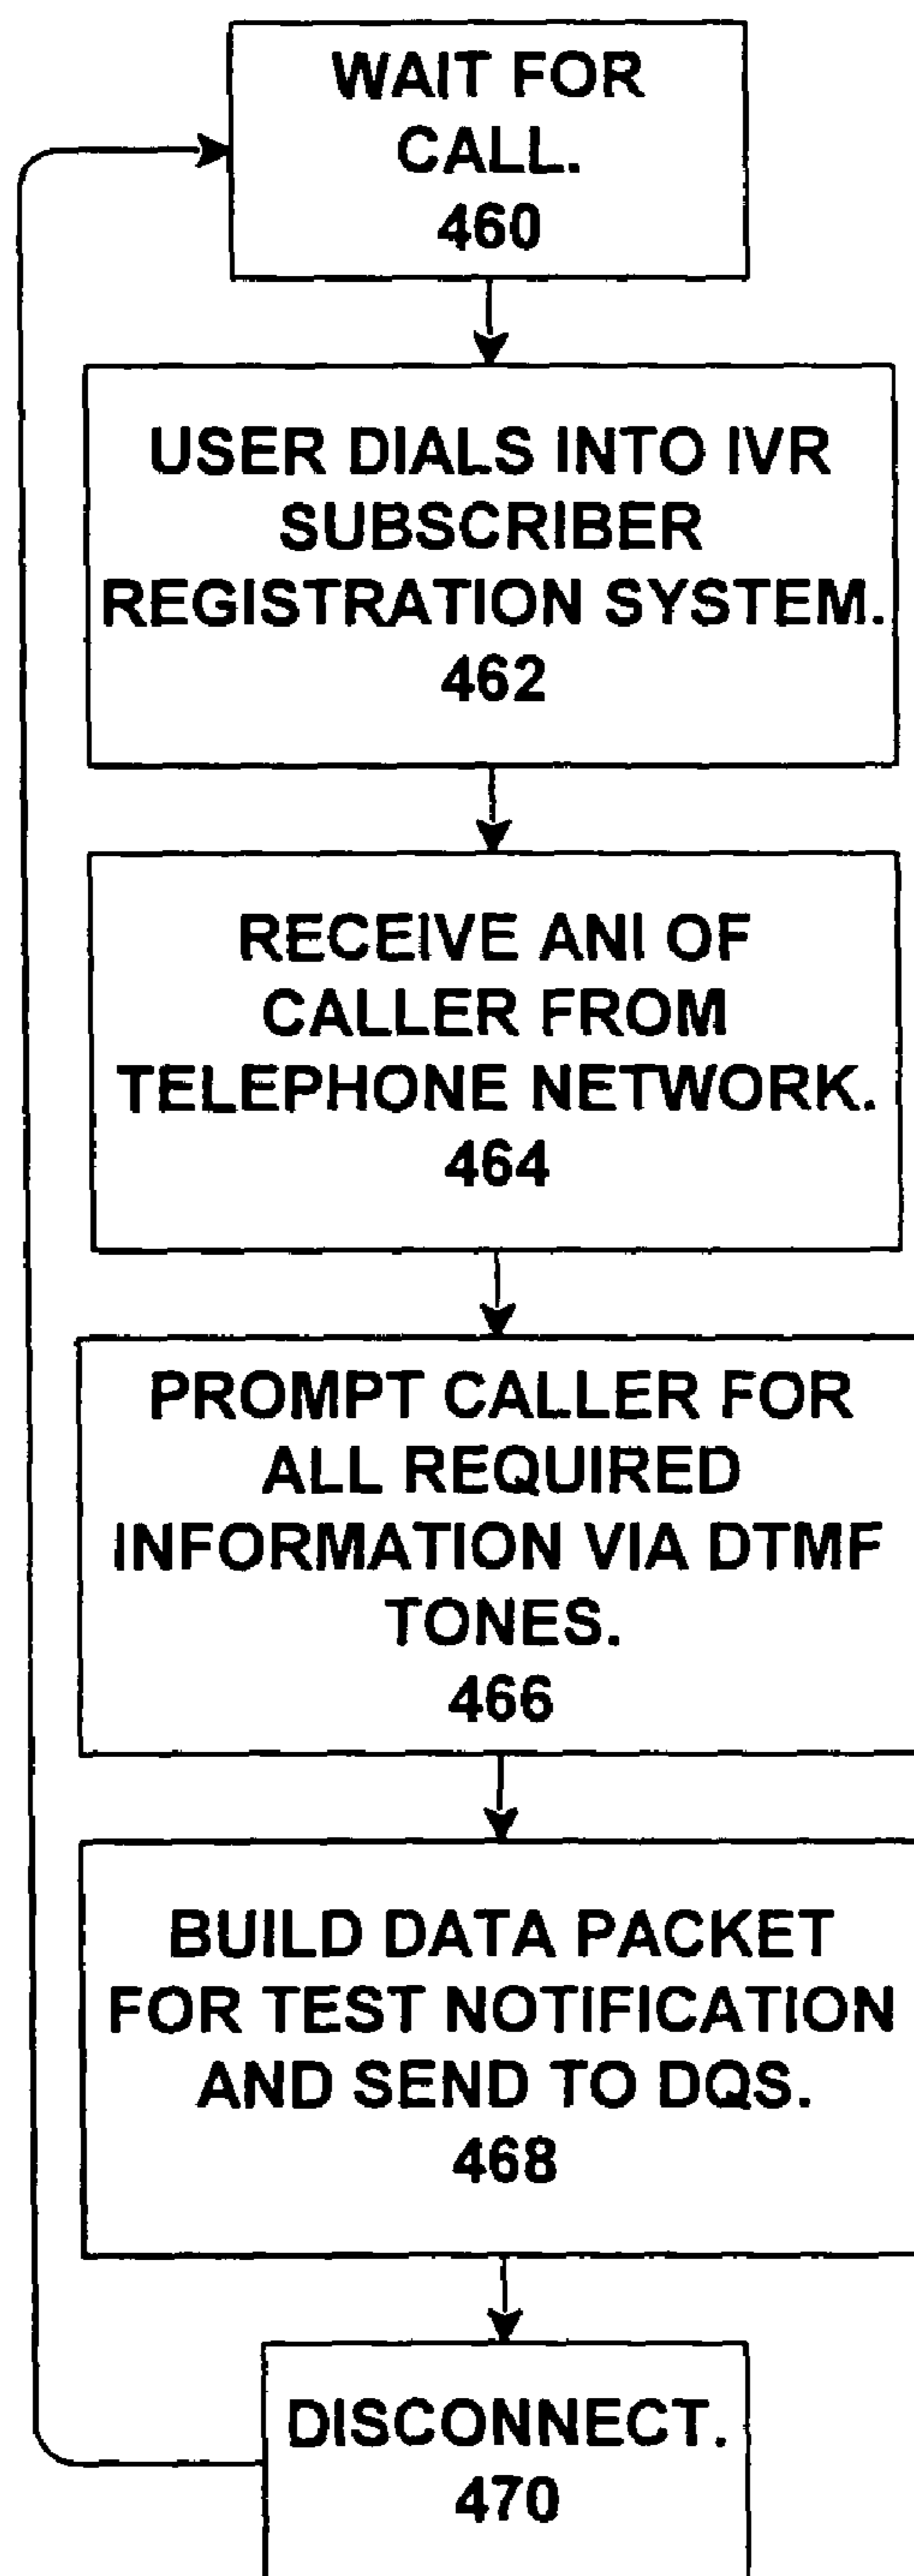 WAIT FOR
CALL.
460
USER DIALS INTO IVR
SUBSCRIBER
REGISTRATION SYSTEM.
462
RECEIVE ANI OF
CALLER FROM
TELEPHONE NETWORK.
464
PROMPT CALLER FOR
ALL REQUIRED
INFORMATION VIA DTMF
TONES.
466
BUILD DATA PACKET
FOR TEST NOTIFICATION
AND SEND TO DQS.
468
DISCONNECT.
470